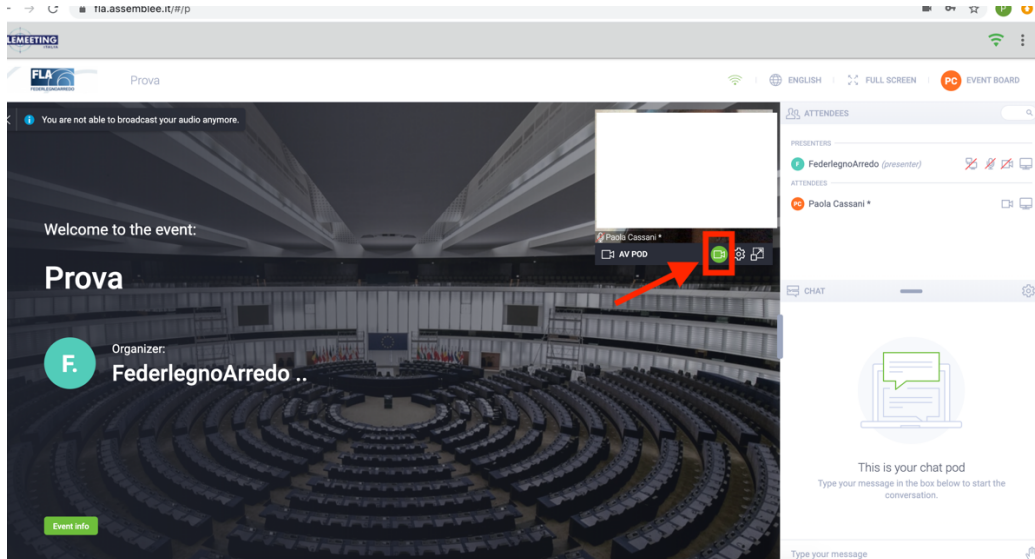 fla.assemblee.it/#/p
P
LEMEETING
ITALIA
FLA
FEDERLEGNOARREDO
Prova
ENGLISH
FULL SCREEN
PC
EVENT BOARD
You are not able to broadcast your audio anymore.
ATTENDEES
PRESENTERS
F
FederlegnoArredo (presenter)
ATTENDEES
PC
Paola Cassani *
Paola Cassani *
AV POD
Welcome to the event:
Prova
F.
Organizer:
FederlegnoArredo ..
Event info
CHAT
This is your chat pod
Type your message in the box below to start the
conversation.
Type your message